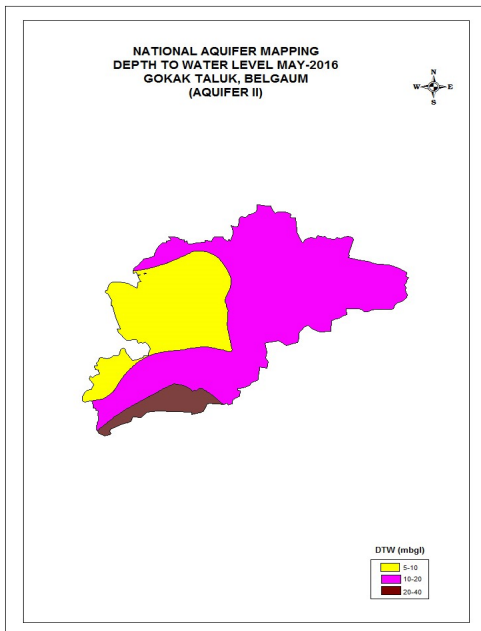 NATIONAL AQUIFER MAPPING
DEPTH TO WATER LEVEL MAY-2016
GOKAK TALUK, BELGAUM
(AQUIFER II)
N
W E
S
DTW (mbgl)
5-10
10-20
20-40